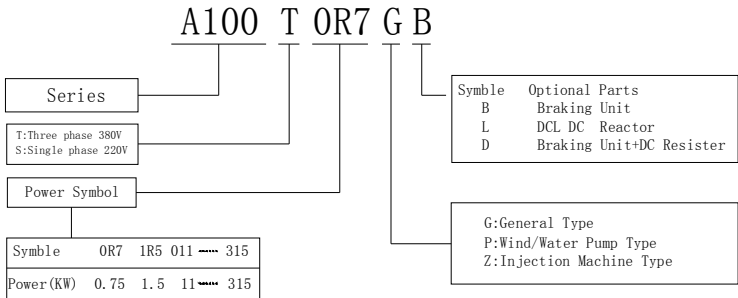 A100 T 0R7 G B
Series
T:Three phase 380V
S:Single phase 220V
Power Symbol
Symble 0R7 1R5 011 ┉ 315
Power(KW) 0.75 1.5 11 ┉ 315
Symble Optional Parts
B Braking Unit
L DCL DC Reactor
D Braking Unit+DC Resister
G:General Type
P:Wind/Water Pump Type
Z:Injection Machine Type